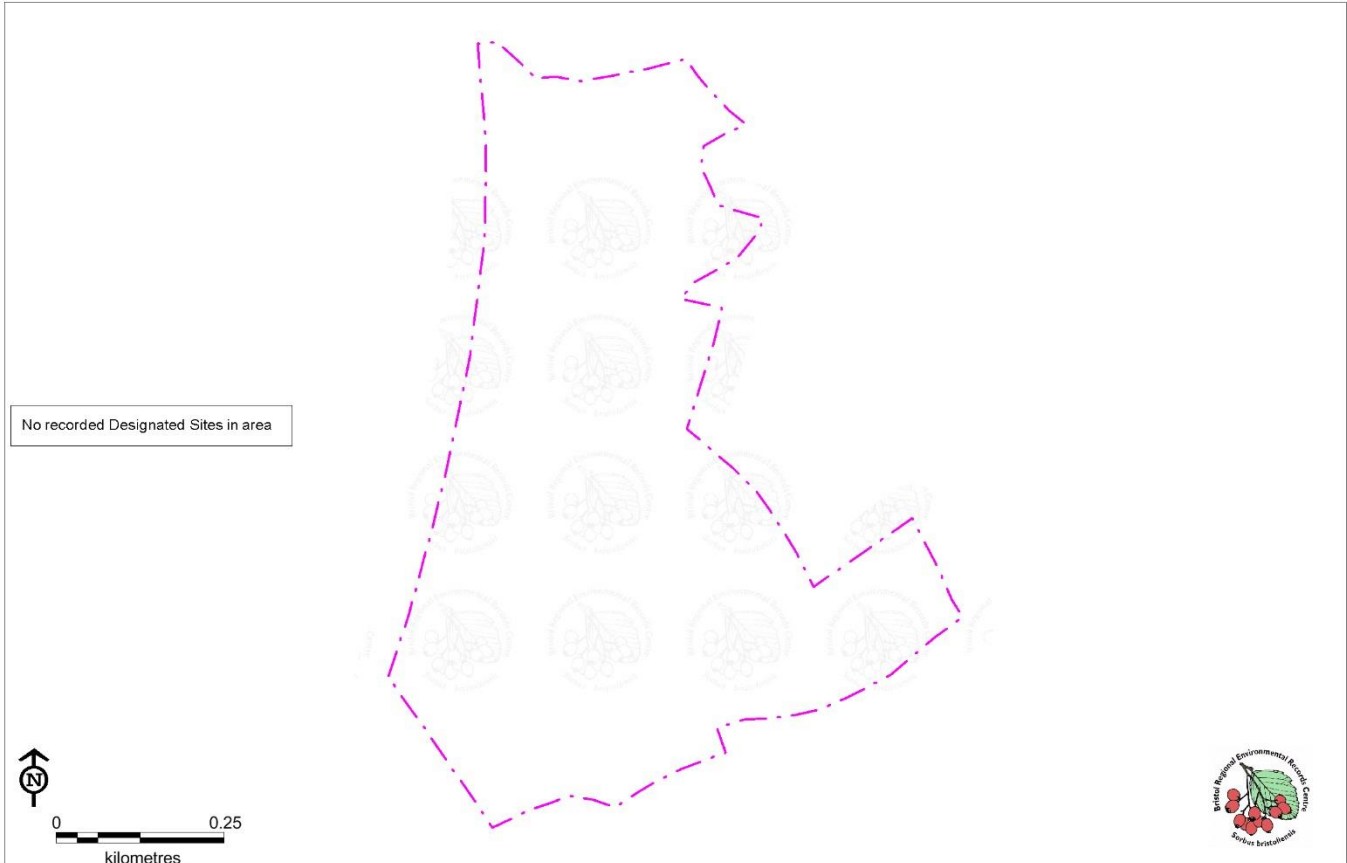 No recorded Designated Sites in area
N
0 0.25
kilometres
Bristol Regional Environmental Records Centre
Sorbus bristoliensis